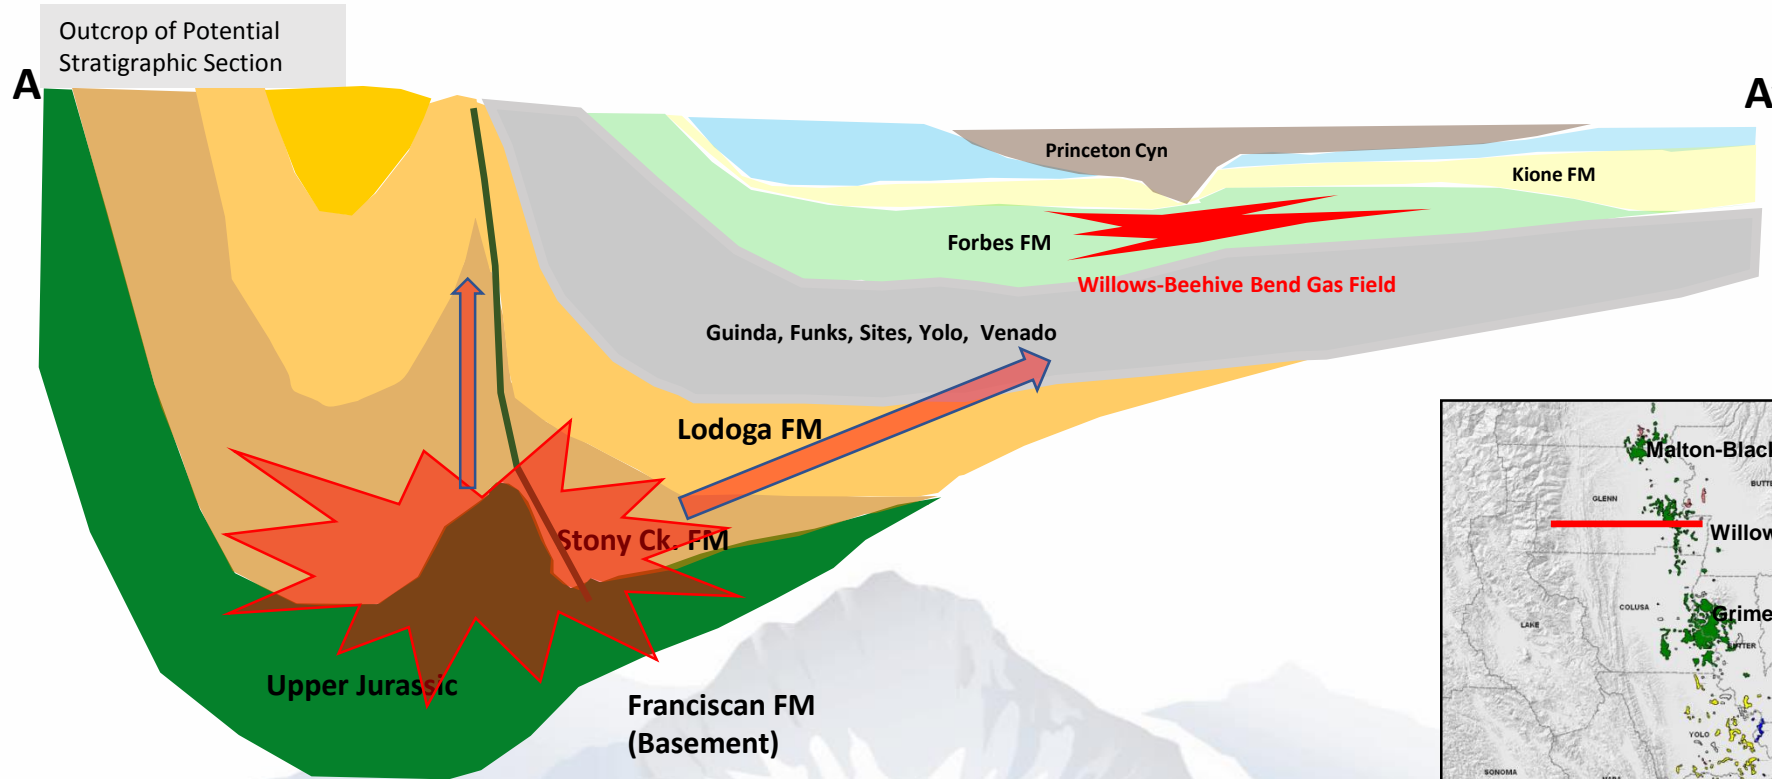 Outcrop of Potential
Stratigraphic Section
A
A
Princeton Cyn
Kione FM
Forbes FM
Willows-Beehive Bend Gas Field
Guinda, Funks, Sites, Yolo, Venado
Lodoga FM
Stony Ck. FM
Upper Jurassic
Franciscan FM
(Basement)
Malton-Blac
GLENN
BUTT
Willow
COLUSA
Grime
LAKE
YOLO
SONOMA